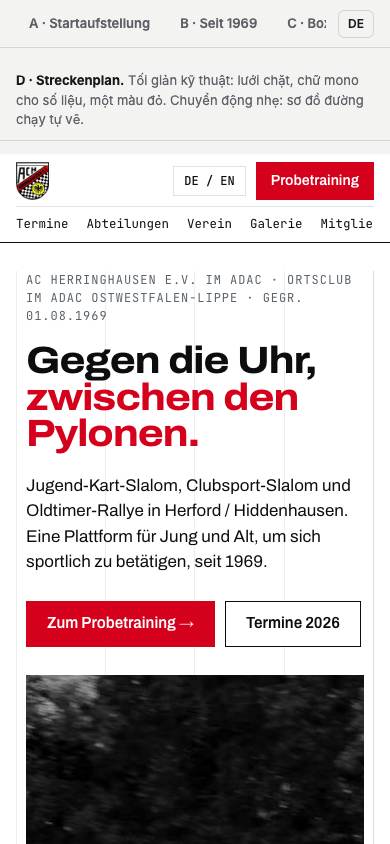 A · Startaufstellung B · Seit 1969 C · Box DE
D · Streckenplan. Tối giản kỹ thuật: lưới chặt, chữ mono
cho số liệu, một màu đỏ. Chuyển động nhẹ: sơ đồ đường
chạy tự vẽ.
ACH
DE / EN Probetraining
Termine Abteilungen Verein Galerie Mitglie
AC HERRINGHAUSEN E.V. IM ADAC · ORTSCLUB
IM ADAC OSTWESTFALEN-LIPPE · GEGR.
01.08.1969
Gegen die Uhr,
zwischen den
Pylonen.
Jugend-Kart-Slalom, Clubsport-Slalom und
Oldtimer-Rallye in Herford / Hiddenhausen.
Eine Plattform für Jung und Alt, um sich
sportlich zu betätigen, seit 1969.
Zum Probetraining → Termine 2026